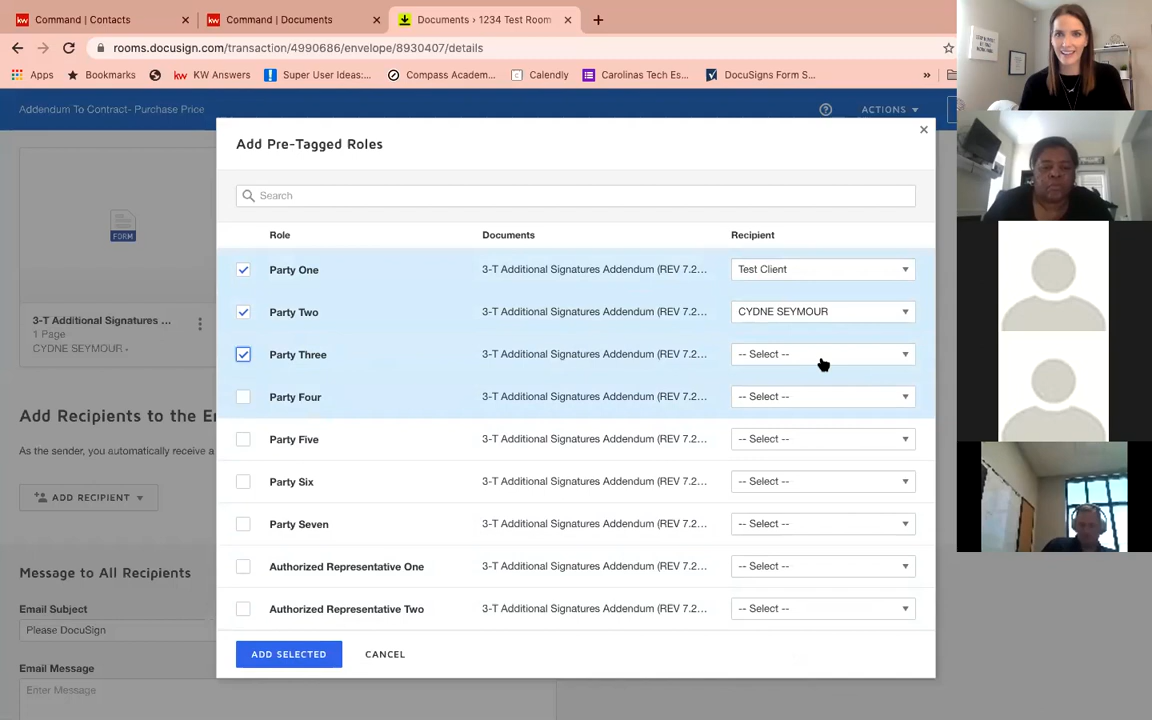 Command | Contacts
Command | Documents
Documents › 1234 Test Room
rooms.docusign.com/transaction/4990686/envelope/8930407/details
Apps
Bookmarks
KW Answers
Super User Ideas:...
Compass Academ...
Calendly
Carolinas Tech Es...
DocuSigns Form S...
»
Addendum To Contract- Purchase Price
ACTIONS
FORM
3-T Additional Signatures ...
1 Page
CYDNE SEYMOUR -
Add Recipients to the En
As the sender, you automatically receive a
ADD RECIPIENT
Message to All Recipients
Email Subject
Please DocuSign
Email Message
Enter Message
Add Pre-Tagged Roles
Search
Role Documents Recipient
Party One 3-T Additional Signatures Addendum (REV 7.2... Test Client
Party Two 3-T Additional Signatures Addendum (REV 7.2... CYDNE SEYMOUR
Party Three 3-T Additional Signatures Addendum (REV 7.2... -- Select --
Party Four 3-T Additional Signatures Addendum (REV 7.2... -- Select --
Party Five 3-T Additional Signatures Addendum (REV 7.2... -- Select --
Party Six 3-T Additional Signatures Addendum (REV 7.2... -- Select --
Party Seven 3-T Additional Signatures Addendum (REV 7.2... -- Select --
Authorized Representative One 3-T Additional Signatures Addendum (REV 7.2... -- Select --
Authorized Representative Two 3-T Additional Signatures Addendum (REV 7.2... -- Select --
ADD SELECTED CANCEL